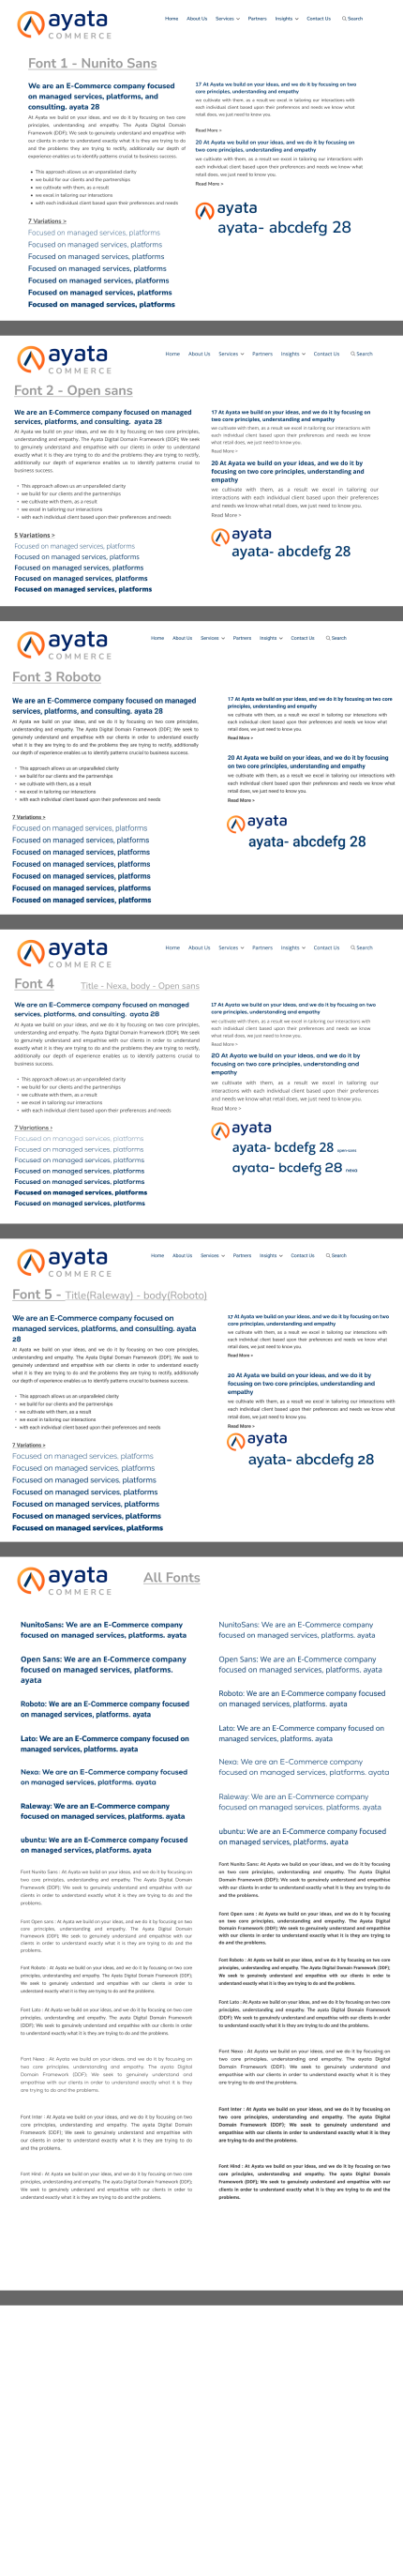 ayata
COMMERCE
Home About Us Services Partners Insights Contact Us Search
Font 1 - Nunito Sans
We are an E-Commerce company focused
on managed services, platforms, and
consulting. ayata 28
At Ayata we build on your ideas, and we do it by focusing on two core
principles, understanding and empathy. The Ayata Digital Domain
Framework (DDF); We seek to genuinely understand and empathise with
our clients in order to understand exactly what it is they are trying to do
and the problems they are trying to rectify, additionally our depth of
experience enables us to identify patterns crucial to business success.
• This approach allows us an unparalleled clarity
• we build for our clients and the partnerships
• we cultivate with them, as a result
• we excel in tailoring our interactions
• with each individual client based upon their preferences and needs
7 Variations >
Focused on managed services, platforms
Focused on managed services, platforms
Focused on managed services, platforms
Focused on managed services, platforms
Focused on managed services, platforms
Focused on managed services, platforms
Focused on managed services, platforms
17 At Ayata we build on your ideas, and we do it by focusing on two
core principles, understanding and empathy
we cultivate with them, as a result we excel in tailoring our interactions with
each individual client based upon their preferences and needs we know what
retail does, we just need to know you.
Read More >
20 At Ayata we build on your ideas, and we do it by focusing on
two core principles, understanding and empathy
we cultivate with them, as a result we excel in tailoring our interactions with
each individual client based upon their preferences and needs we know what
retail does, we just need to know you.
Read More >
ayata
ayata- abcdefg 28
ayata
COMMERCE
Home About Us Services Partners Insights Contact Us Search
Font 2 - Open sans
We are an E-Commerce company focused on managed
services, platforms, and consulting. ayata 28
At Ayata we build on your ideas, and we do it by focusing on two core principles,
understanding and empathy. The Ayata Digital Domain Framework (DDF); We seek
to genuinely understand and empathise with our clients in order to understand
exactly what it is they are trying to do and the problems they are trying to rectify,
additionally our depth of experience enables us to identify patterns crucial to
business success.
• This approach allows us an unparalleled clarity
• we build for our clients and the partnerships
• we cultivate with them, as a result
• we excel in tailoring our interactions
• with each individual client based upon their preferences and needs
5 Variations >
Focused on managed services, platforms
Focused on managed services, platforms
Focused on managed services, platforms
Focused on managed services, platforms
Focused on managed services, platforms
17 At Ayata we build on your ideas, and we do it by focusing on
two core principles, understanding and empathy
we cultivate with them, as a result we excel in tailoring our interactions with
each individual client based upon their preferences and needs we know
what retail does, we just need to know you.
Read More >
20 At Ayata we build on your ideas, and we do it by
focusing on two core principles, understanding and
empathy
we cultivate with them, as a result we excel in tailoring our
interactions with each individual client based upon their preferences
and needs we know what retail does, we just need to know you.
Read More >
ayata
ayata- abcdefg 28
ayata
COMMERCE
Home About Us Services Partners Insights Contact Us Search
Font 3 Roboto
We are an E-Commerce company focused on managed
services, platforms, and consulting. ayata 28
At Ayata we build on your ideas, and we do it by focusing on two core principles,
understanding and empathy. The Ayata Digital Domain Framework (DDF); We seek to
genuinely understand and empathise with our clients in order to understand exactly
what it is they are trying to do and the problems they are trying to rectify, additionally
our depth of experience enables us to identify patterns crucial to business success.
• This approach allows us an unparalleled clarity
• we build for our clients and the partnerships
• we cultivate with them, as a result
• we excel in tailoring our interactions
• with each individual client based upon their preferences and needs
7 Variations >
Focused on managed services, platforms
Focused on managed services, platforms
Focused on managed services, platforms
Focused on managed services, platforms
Focused on managed services, platforms
Focused on managed services, platforms
Focused on managed services, platforms
17 At Ayata we build on your ideas, and we do it by focusing on two core
principles, understanding and empathy
we cultivate with them, as a result we excel in tailoring our interactions with
each individual client based upon their preferences and needs we know what
retail does, we just need to know you.
Read More >
20 At Ayata we build on your ideas, and we do it by focusing
on two core principles, understanding and empathy
we cultivate with them, as a result we excel in tailoring our interactions with
each individual client based upon their preferences and needs we know what
retail does, we just need to know you.
Read More >
ayata
ayata- abcdefg 28
ayata
COMMERCE
Home About Us Services Partners Insights Contact Us Search
Font 4 Title - Nexa, body - Open sans
We are an E-Commerce company focused on managed
services, platforms, and consulting. ayata 28
At Ayata we build on your ideas, and we do it by focusing on two core principles,
understanding and empathy. The Ayata Digital Domain Framework (DDF); We seek
to genuinely understand and empathise with our clients in order to understand
exactly what it is they are trying to do and the problems they are trying to rectify,
additionally our depth of experience enables us to identify patterns crucial to
business success.
• This approach allows us an unparalleled clarity
• we build for our clients and the partnerships
• we cultivate with them, as a result
• we excel in tailoring our interactions
• with each individual client based upon their preferences and needs
7 Variations >
Focused on managed services, platforms
Focused on managed services, platforms
Focused on managed services, platforms
Focused on managed services, platforms
Focused on managed services, platforms
Focused on managed services, platforms
Focused on managed services, platforms
17 At Ayata we build on your ideas, and we do it by focusing on two
core principles, understanding and empathy
we cultivate with them, as a result we excel in tailoring our interactions with
each individual client based upon their preferences and needs we know
what retail does, we just need to know you.
Read More >
20 At Ayata we build on your ideas, and we do it by
focusing on two core principles, understanding and
empathy
we cultivate with them, as a result we excel in tailoring our
interactions with each individual client based upon their preferences
and needs we know what retail does, we just need to know you.
Read More >
ayata
ayata- bcdefg 28 open sans
ayata- bcdefg 28 nexa
ayata
COMMERCE
Home About Us Services Partners Insights Contact Us Search
Font 5 - Title(Raleway) - body(Roboto)
We are an E-Commerce company focused on
managed services, platforms, and consulting. ayata
28
At Ayata we build on your ideas, and we do it by focusing on two core principles,
understanding and empathy. The Ayata Digital Domain Framework (DDF); We seek to
genuinely understand and empathise with our clients in order to understand exactly
what it is they are trying to do and the problems they are trying to rectify, additionally
our depth of experience enables us to identify patterns crucial to business success.
• This approach allows us an unparalleled clarity
• we build for our clients and the partnerships
• we cultivate with them, as a result
• we excel in tailoring our interactions
• with each individual client based upon their preferences and needs
7 Variations >
Focused on managed services, platforms
Focused on managed services, platforms
Focused on managed services, platforms
Focused on managed services, platforms
Focused on managed services, platforms
Focused on managed services, platforms
Focused on managed services, platforms
17 At Ayata we build on your ideas, and we do it by focusing on two
core principles, understanding and empathy
we cultivate with them, as a result we excel in tailoring our interactions with
each individual client based upon their preferences and needs we know what
retail does, we just need to know you.
Read More >
20 At Ayata we build on your ideas, and we do it by
focusing on two core principles, understanding and
empathy
we cultivate with them, as a result we excel in tailoring our interactions with
each individual client based upon their preferences and needs we know what
retail does, we just need to know you.
Read More >
ayata
ayata- abcdefg 28
ayata
COMMERCE
All Fonts
NunitoSans: We are an E-Commerce company
focused on managed services, platforms. ayata
Open Sans: We are an E-Commerce company
focused on managed services, platforms.
ayata
Roboto: We are an E-Commerce company focused
on managed services, platforms. ayata
Lato: We are an E-Commerce company focused on
managed services, platforms. ayata
Nexa: We are an E-Commerce company focused
on managed services, platforms. ayata
Raleway: We are an E-Commerce company
focused on managed services, platforms. ayata
ubuntu: We are an E-Commerce company focused
on managed services, platforms. ayata
NunitoSans: We are an E-Commerce company
focused on managed services, platforms. ayata
Open Sans: We are an E-Commerce company
focused on managed services, platforms. ayata
Roboto: We are an E-Commerce company focused
on managed services, platforms. ayata
Lato: We are an E-Commerce company focused on
managed services, platforms. ayata
Nexa: We are an E-Commerce company
focused on managed services, platforms. ayata
Raleway: We are an E-Commerce company
focused on managed services, platforms. ayata
ubuntu: We are an E-Commerce company focused
on managed services, platforms. ayata
Font Nunito Sans : At Ayata we build on your ideas, and we do it by focusing on
two core principles, understanding and empathy. The Ayata Digital Domain
Framework (DDF); We seek to genuinely understand and empathise with our
clients in order to understand exactly what it is they are trying to do and the
problems.
Font Open sans : At Ayata we build on your ideas, and we do it by focusing on two
core principles, understanding and empathy. The Ayata Digital Domain
Framework (DDF); We seek to genuinely understand and empathise with our
clients in order to understand exactly what it is they are trying to do and the
problems.
Font Roboto : At Ayata we build on your ideas, and we do it by focusing on two core
principles, understanding and empathy. The Ayata Digital Domain Framework (DDF);
We seek to genuinely understand and empathise with our clients in order to
understand exactly what it is they are trying to do and the problems.
Font Lato : At Ayata we build on your ideas, and we do it by focusing on two core
principles, understanding and empathy. The ayata Digital Domain Framework
(DDF); We seek to genuinely understand and empathise with our clients in order
to understand exactly what it is they are trying to do and the problems.
Font Nexa : At Ayata we build on your ideas, and we do it by focusing on
two core principles, understanding and empathy. The ayata Digital
Domain Framework (DDF); We seek to genuinely understand and
empathise with our clients in order to understand exactly what it is they
are trying to do and the problems.
Font Inter : At Ayata we build on your ideas, and we do it by focusing on two
core principles, understanding and empathy. The ayata Digital Domain
Framework (DDF); We seek to genuinely understand and empathise with
our clients in order to understand exactly what it is they are trying to do
and the problems.
Font Hind : At Ayata we build on your ideas, and we do it by focusing on two core
principles, understanding and empathy. The ayata Digital Domain Framework (DDF);
We seek to genuinely understand and empathise with our clients in order to
understand exactly what it is they are trying to do and the problems.
Font Nunito Sans: At Ayata we build on your ideas, and we do it by focusing
on two core principles, understanding and empathy. The Ayata Digital
Domain Framework (DDF); We seek to genuinely understand and empathise
with our clients in order to understand exactly what it is they are trying to do
and the problems.
Font Open sans : At Ayata we build on your ideas, and we do it by focusing
on two core principles, understanding and empathy. The Ayata Digital
Domain Framework (DDF); We seek to genuinely understand and empathise
with our clients in order to understand exactly what it is they are trying to
do and the problems.
Font Roboto : At Ayata we build on your ideas, and we do it by focusing on two core
principles, understanding and empathy. The Ayata Digital Domain Framework (DDF);
We seek to genuinely understand and empathise with our clients in order to
understand exactly what it is they are trying to do and the problems.
Font Lato : At Ayata we build on your ideas, and we do it by focusing on two core
principles, understanding and empathy. The ayata Digital Domain Framework
(DDF); We seek to genuinely understand and empathise with our clients in order
to understand exactly what it is they are trying to do and the problems.
Font Nexa : At Ayata we build on your ideas, and we do it by focusing on
two core principles, understanding and empathy. The ayata Digital
Domain Framework (DDF); We seek to genuinely understand and
empathise with our clients in order to understand exactly what it is they
are trying to do and the problems.
Font Inter : At Ayata we build on your ideas, and we do it by focusing on
two core principles, understanding and empathy. The ayata Digital
Domain Framework (DDF); We seek to genuinely understand and
empathise with our clients in order to understand exactly what it is they
are trying to do and the problems.
Font Hind : At Ayata we build on your ideas, and we do it by focusing on two
core principles, understanding and empathy. The ayata Digital Domain
Framework (DDF); We seek to genuinely understand and empathise with our
clients in order to understand exactly what it is they are trying to do and the
problems.